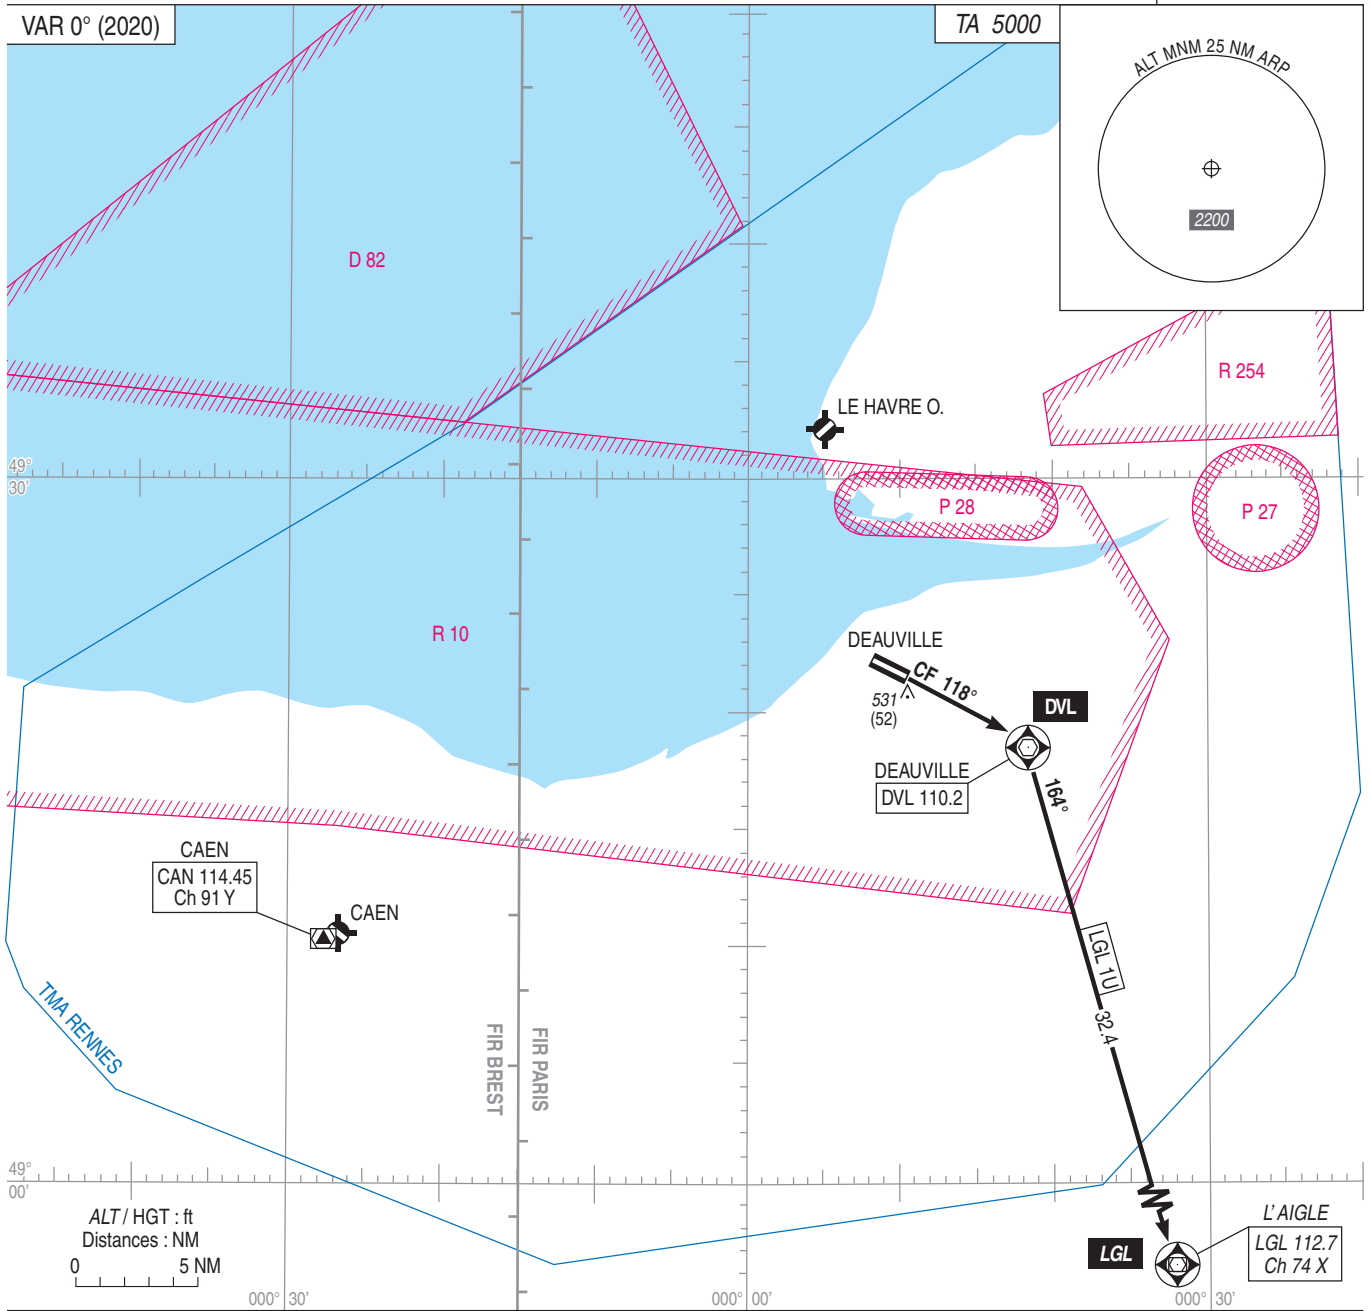 VAR 0° (2020)
TA 5000
ALT MNM 25 NM ARP
2200
D 82
R 254
LE HAVRE O.
49°
30'
P 28
P 27
R 10
DEAUVILLE
CF 118°
531
(52)
DVL
DEAUVILLE
DVL 110.2
164°
CAEN
CAN 114.45
Ch 91 Y
CAEN
LGL 1U
32.4
TMA RENNES
FIR BREST
FIR PARIS
49°
00'
ALT / HGT : ft
Distances : NM
0 5 NM
L'AIGLE
LGL
LGL 112.7
Ch 74 X
000° 30'
000° 00'
000° 30'